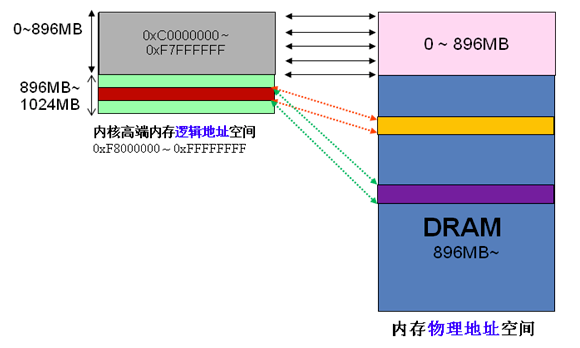 0~896MB
0xC0000000~
0xF7FFFFFF
896MB~
1024MB
内核高端内存逻辑地址空间
0xF8000000~0xFFFFFFFF
0 ~ 896MB
DRAM
896MB~
内存物理地址空间